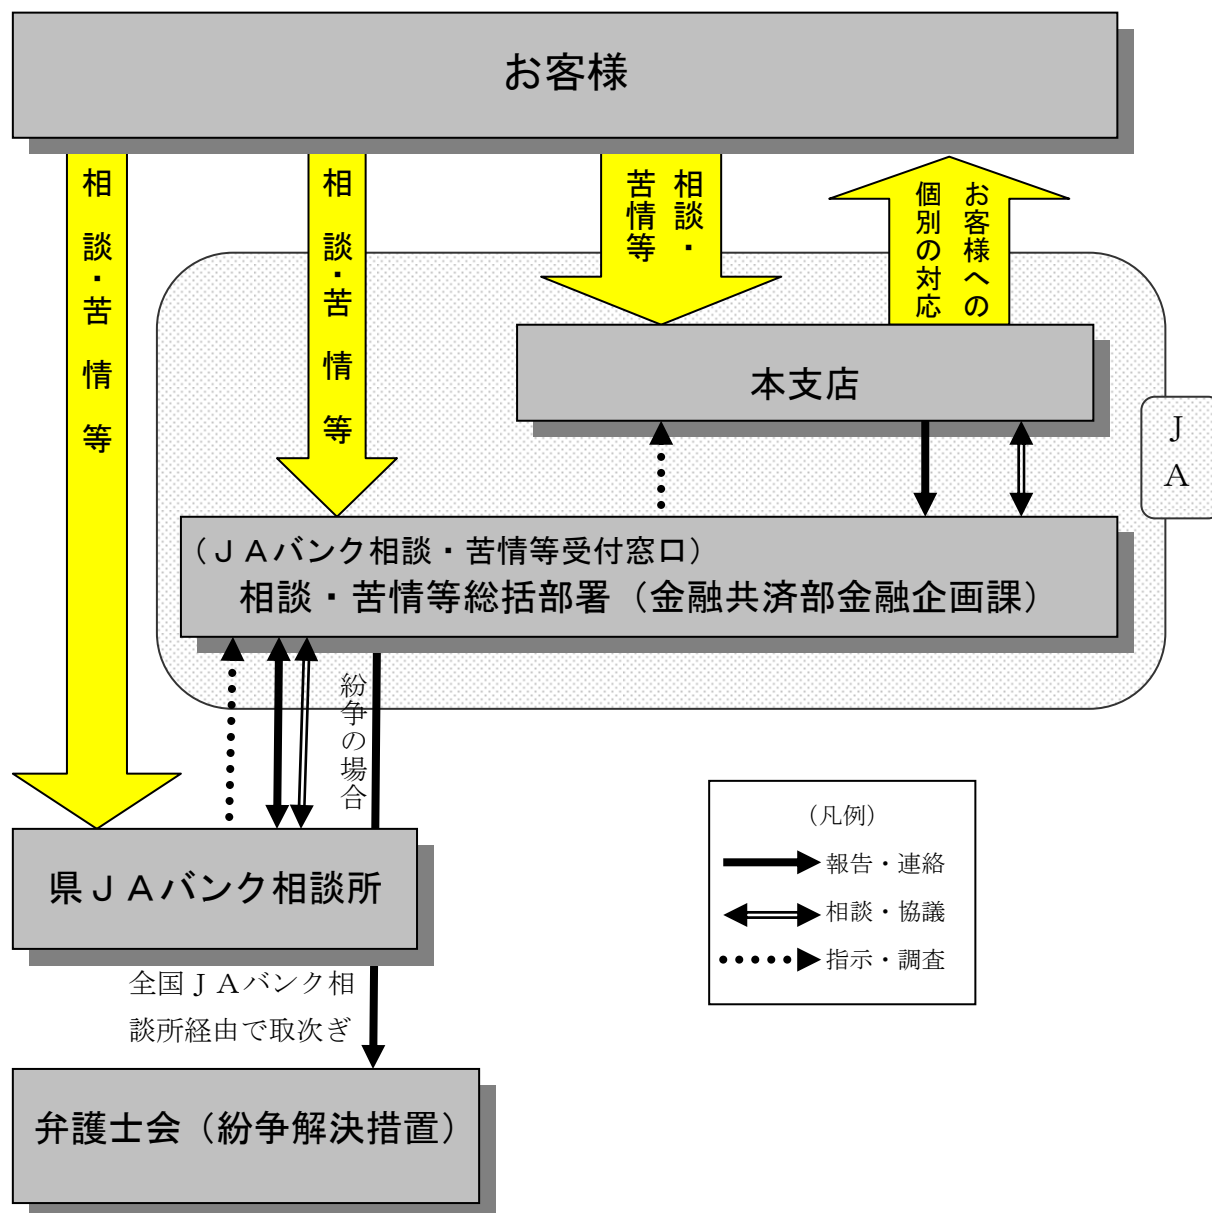 お客様
相談・苦情等
相談・苦情等
相談・
苦情等
お客様への
個別の対応
本支店
ＪＡ
（ＪＡバンク相談・苦情等受付窓口）
相談・苦情等総括部署（金融共済部金融企画課）
紛争の場合
県ＪＡバンク相談所
（凡例）
報告・連絡
相談・協議
指示・調査
全国ＪＡバンク相
談所経由で取次ぎ
弁護士会（紛争解決措置）